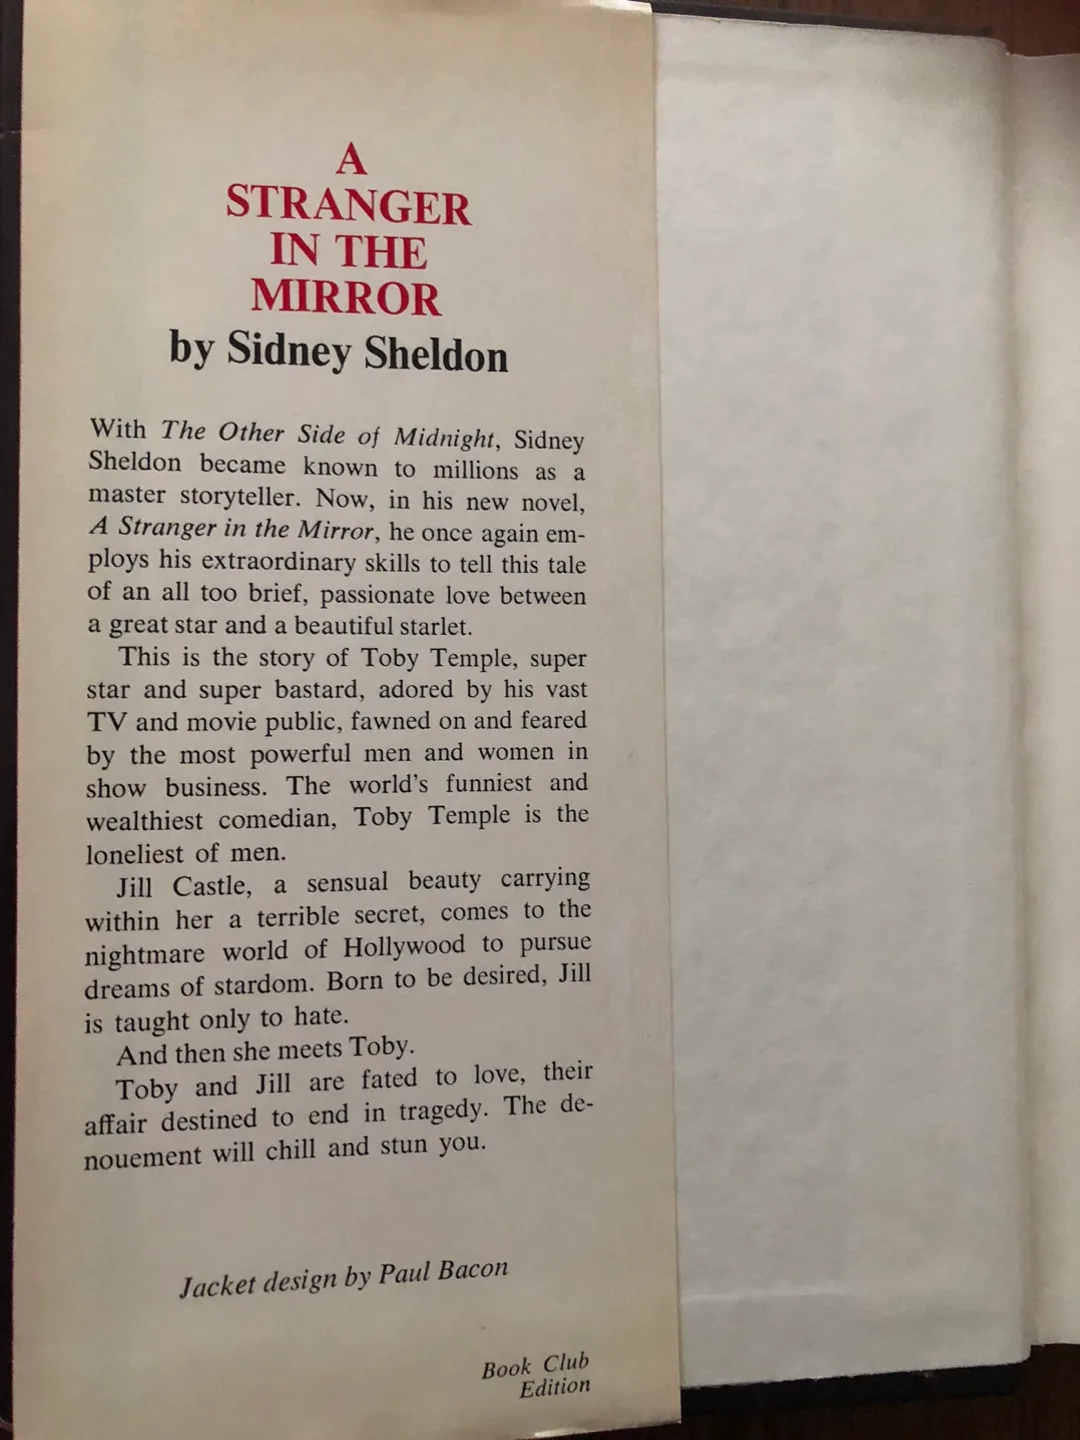 A
STRANGER
IN THE
MIRROR
by Sidney Sheldon
With The Other Side of Midnight, Sidney
Sheldon became known to millions as a
master storyteller. Now, in his new novel,
A Stranger in the Mirror, he once again em-
ploys his extraordinary skills to tell this tale
of an all too brief, passionate love between
a great star and a beautiful starlet.
This is the story of Toby Temple, super
star and super bastard, adored by his vast
TV and movie public, fawned on and feared
by the most powerful men and women in
show business. The world's funniest and
wealthiest comedian, Toby Temple is the
loneliest of men.
Jill Castle, a sensual beauty carrying
within her a terrible secret, comes to the
nightmare world of Hollywood to pursue
dreams of stardom. Born to be desired, Jill
is taught only to hate.
And then she meets Toby.
Toby and Jill are fated to love, their
affair destined to end in tragedy. The de-
nouement will chill and stun you.
Jacket design by Paul Bacon
Book Club
Edition